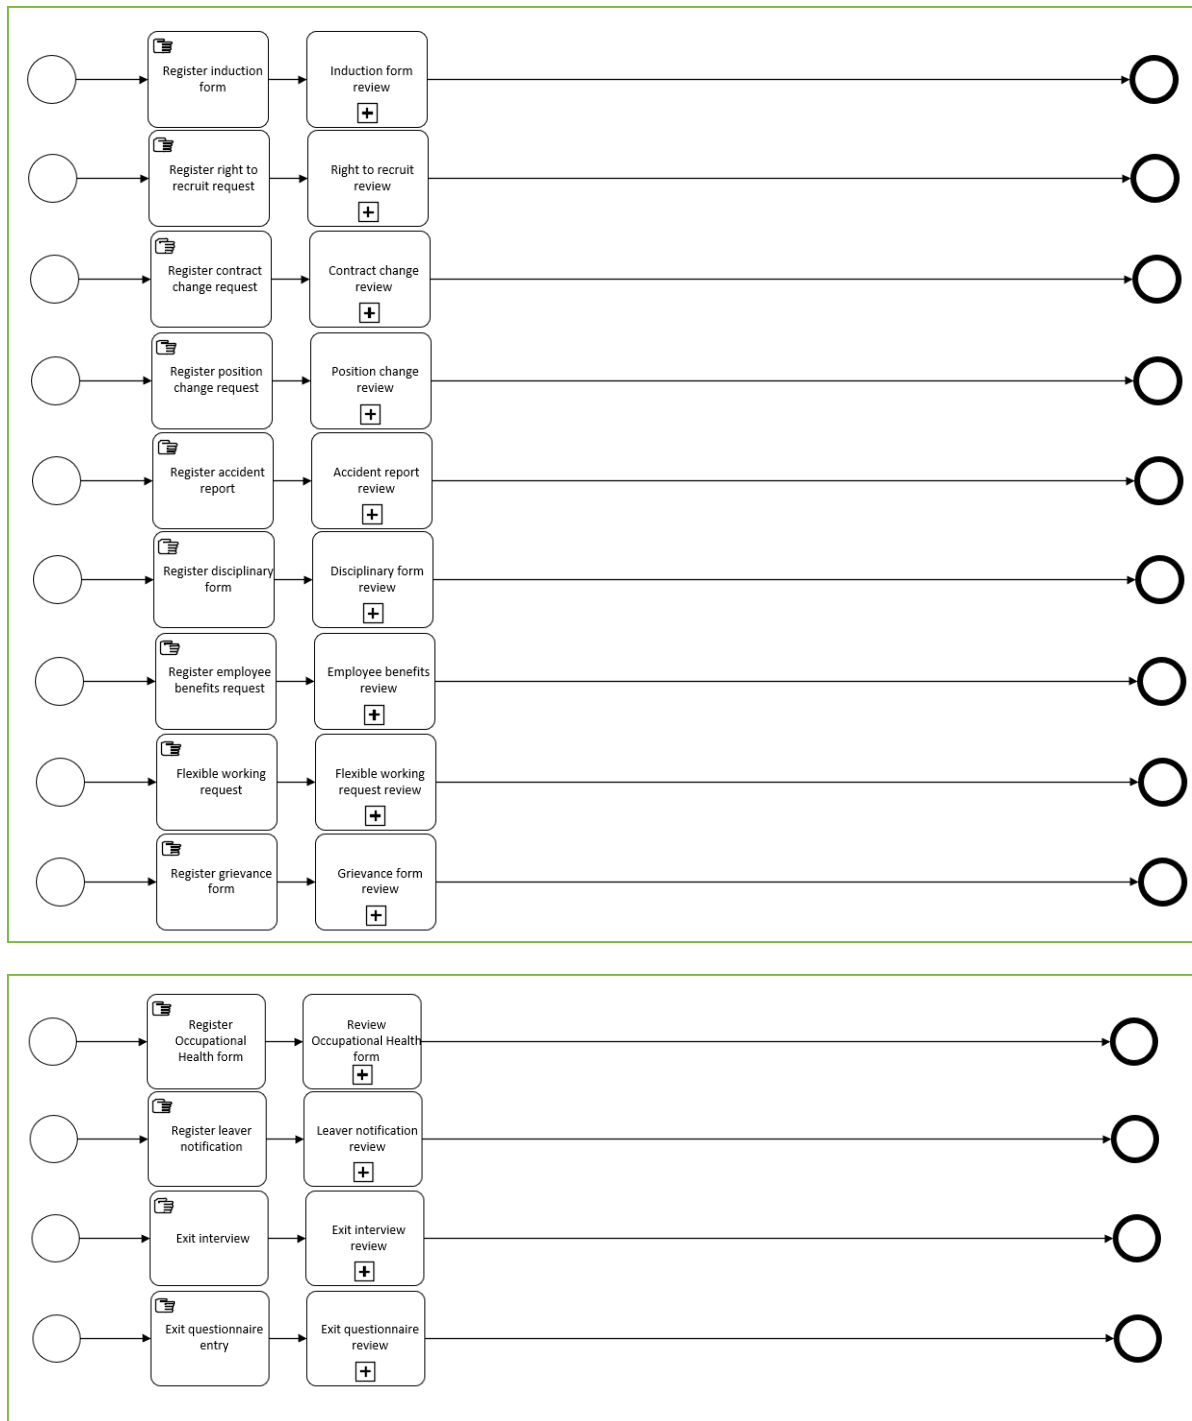 Register induction
form
Induction form
review
Register right to
recruit request
Right to recruit
review
Register contract
change request
Contract change
review
Register position
change request
Position change
review
Register accident
report
Accident report
review
Register disciplinary
form
Disciplinary form
review
Register employee
benefits request
Employee benefits
review
Flexible working
request
Flexible working
request review
Register grievance
form
Grievance form
review
Register
Occupational
Health form
Review
Occupational Health
form
Register leaver
notification
Leaver notification
review
Exit interview
Exit interview
review
Exit questionnaire
entry
Exit questionnaire
review